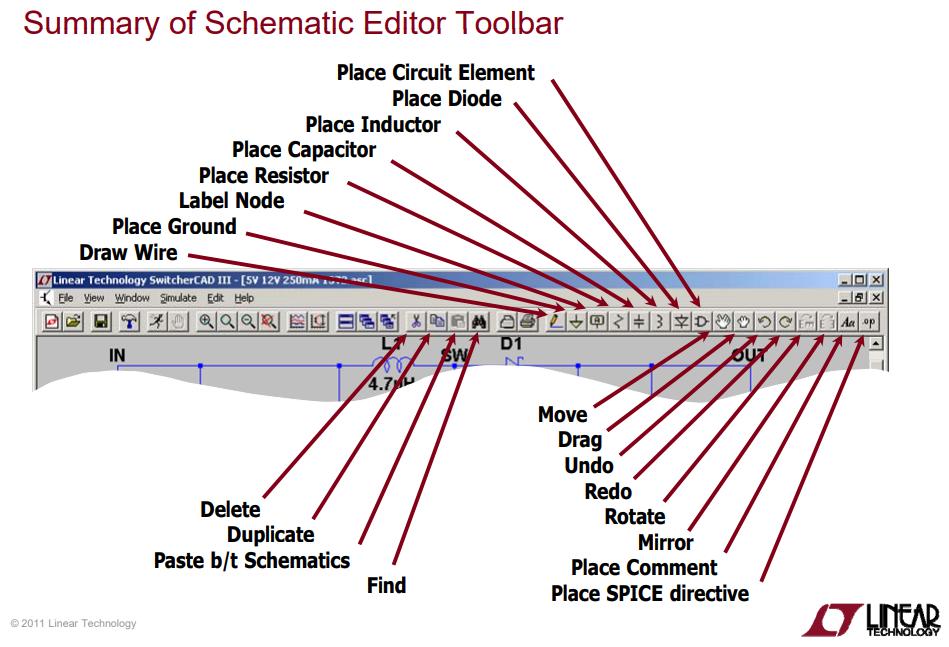 Summary of Schematic Editor Toolbar
Place Circuit Element
Place Diode
Place Inductor
Place Capacitor
Place Resistor
Label Node
Place Ground
Draw Wire
Linear Technology SwitcherCAD III - [5V 12V 250mA 1372.asc]
File View Window Simulate Edit Help
Aa .op
IN L1 SW D1 OUT
4.7uH
Move
Drag
Undo
Redo
Rotate
Mirror
Place Comment
Place SPICE directive
Delete
Duplicate
Paste b/t Schematics
Find
© 2011 Linear Technology
LINEAR
TECHNOLOGY